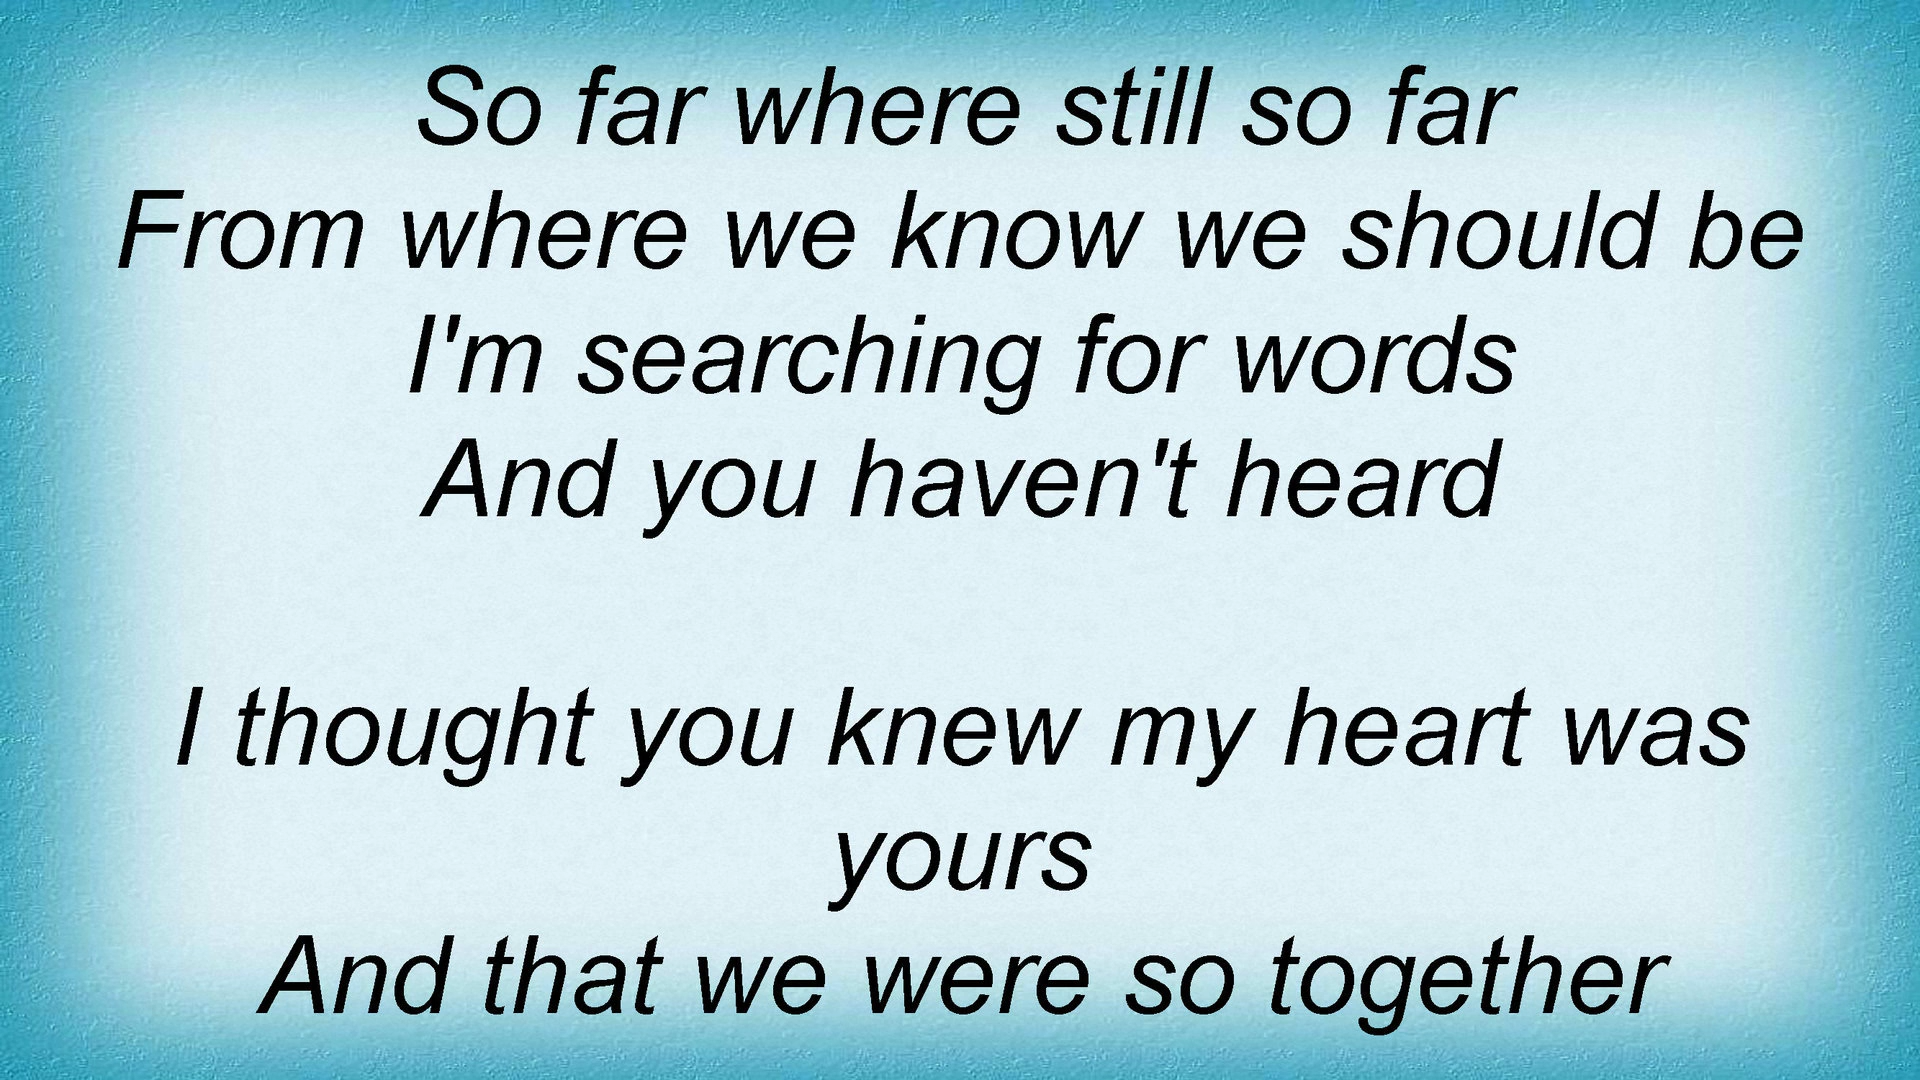 So far where still so far
From where we know we should be
I'm searching for words
And you haven't heard
I thought you knew my heart was
yours
And that we were so together